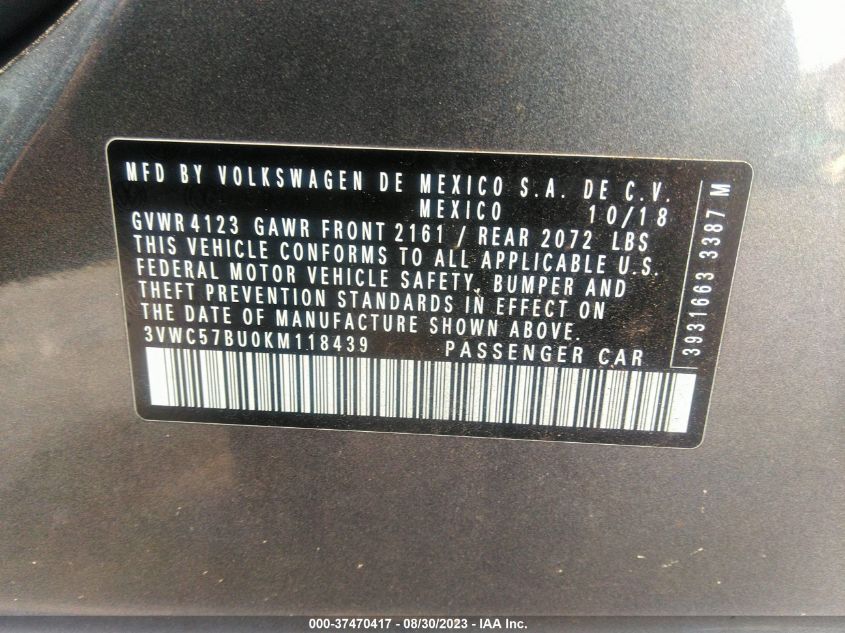 MFD BY VOLKSWAGEN DE MEXICO S.A. DE C.V.
MEXICO 10/18
GVWR 4123 GAWR FRONT 2161 / REAR 2072 LBS
THIS VEHICLE CONFORMS TO ALL APPLICABLE U.S.
FEDERAL MOTOR VEHICLE SAFETY, BUMPER AND
THEFT PREVENTION STANDARDS IN EFFECT ON
THE DATE OF MANUFACTURE SHOWN ABOVE.
3VWC57BU0KM118439 PASSENGER CAR
3931663 3387 M
000-37470417 - 08/30/2023 - IAA Inc.